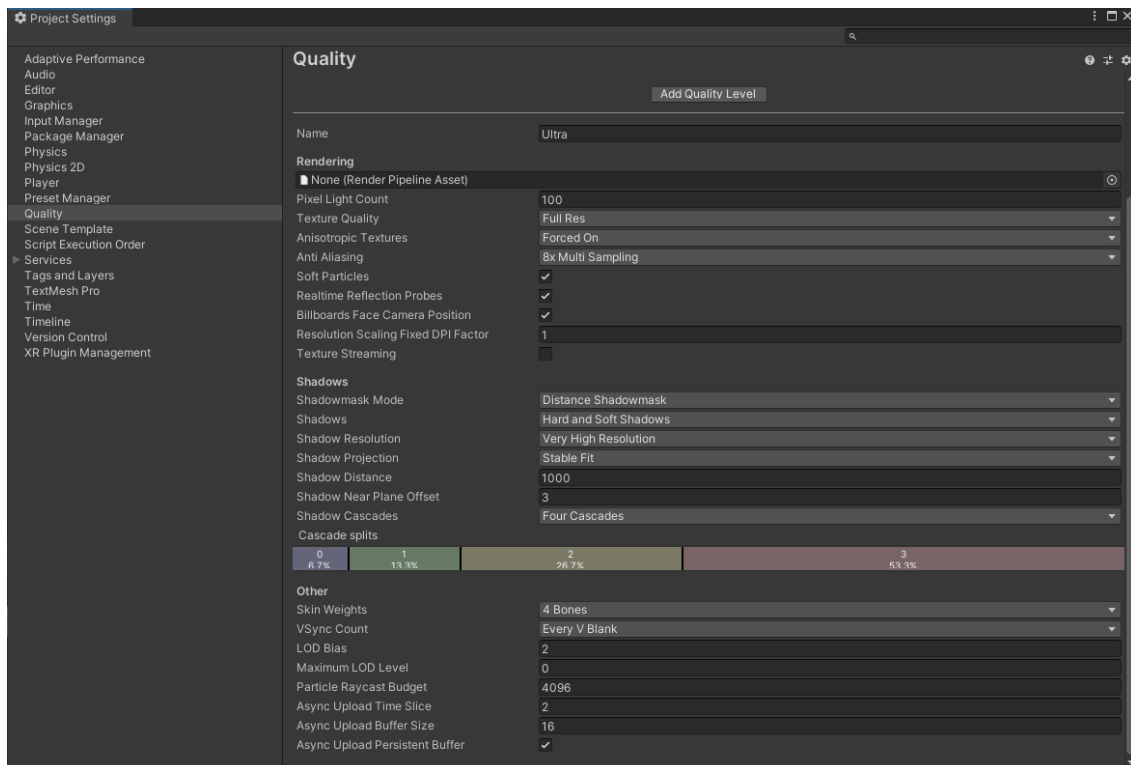 Project Settings
Adaptive Performance
Audio
Editor
Graphics
Input Manager
Package Manager
Physics
Physics 2D
Player
Preset Manager
Quality
Scene Template
Script Execution Order
Services
Tags and Layers
TextMesh Pro
Time
Timeline
Version Control
XR Plugin Management
Quality
Add Quality Level
Name Ultra
Rendering
None (Render Pipeline Asset)
Pixel Light Count 100
Texture Quality Full Res
Anisotropic Textures Forced On
Anti Aliasing 8x Multi Sampling
Soft Particles
Realtime Reflection Probes
Billboards Face Camera Position
Resolution Scaling Fixed DPI Factor 1
Texture Streaming
Shadows
Shadowmask Mode Distance Shadowmask
Shadows Hard and Soft Shadows
Shadow Resolution Very High Resolution
Shadow Projection Stable Fit
Shadow Distance 1000
Shadow Near Plane Offset 3
Shadow Cascades Four Cascades
Cascade splits
0 1 2 3
6.7% 13.3% 26.7% 53.3%
Other
Skin Weights 4 Bones
VSync Count Every V Blank
LOD Bias 2
Maximum LOD Level 0
Particle Raycast Budget 4096
Async Upload Time Slice 2
Async Upload Buffer Size 16
Async Upload Persistent Buffer